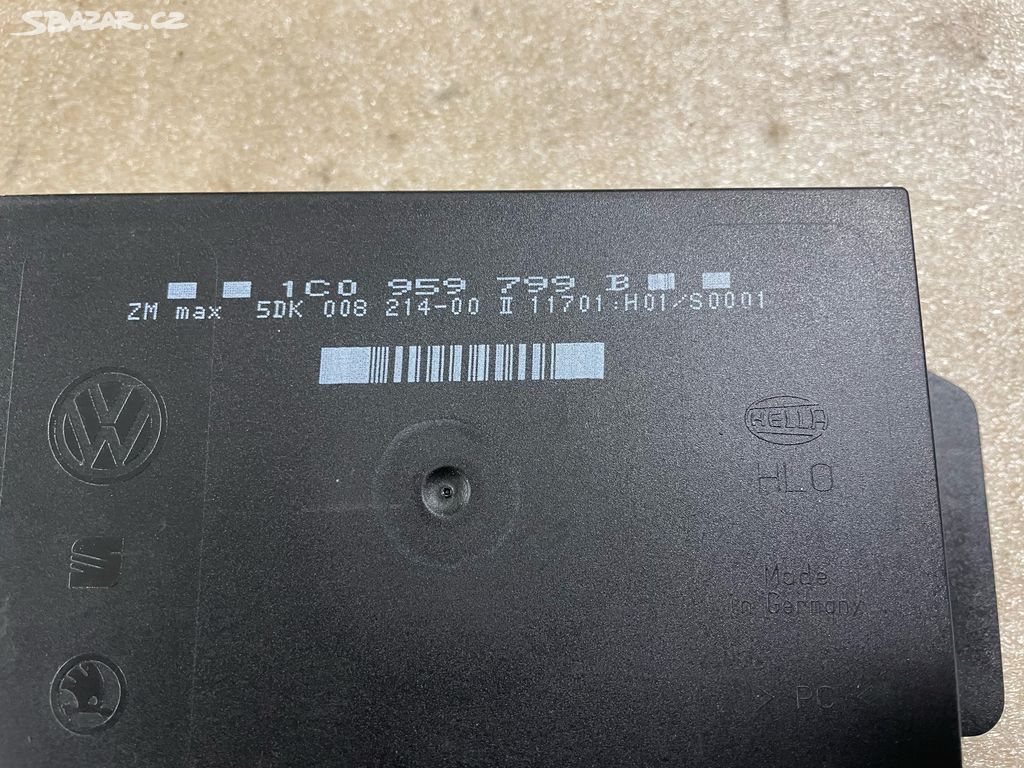 SBAZAR.CZ
1C0 959 799 B
ZM max 5DK 008 214-00 II 11701:H01/S0001
HELLA
HLO
Made
in Germany
PC